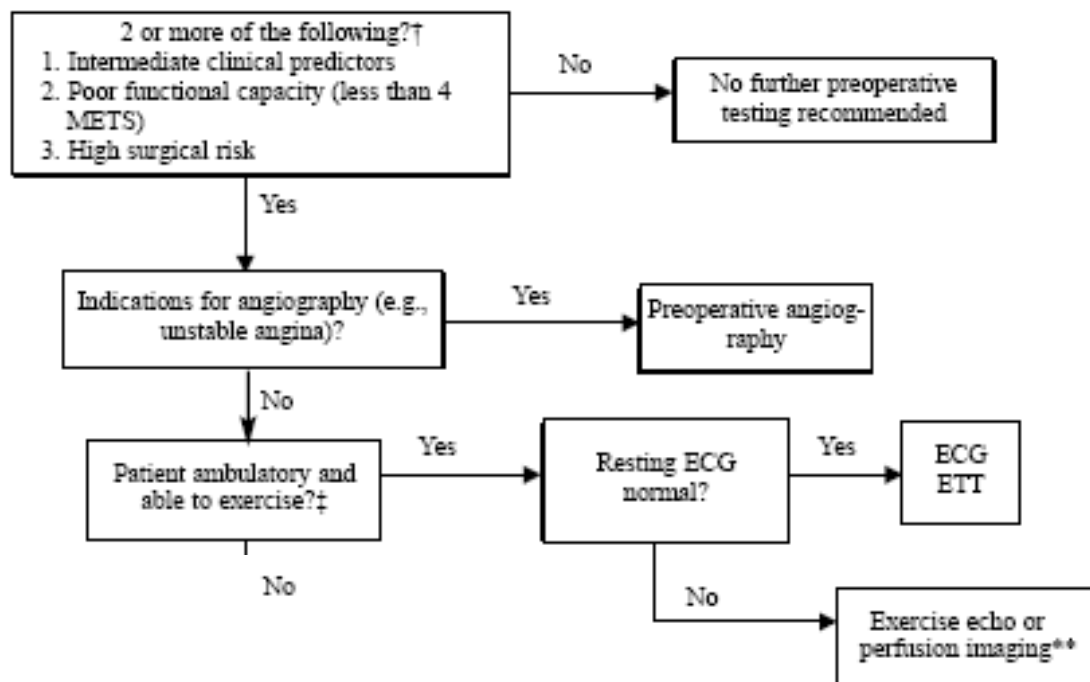 2 or more of the following?†
1. Intermediate clinical predictors
2. Poor functional capacity (less than 4
METS)
3. High surgical risk
No
No further preoperative
testing recommended
Yes
Indications for angiography (e.g.,
unstable angina)?
Yes
Preoperative angiog-
raphy
No
Patient ambulatory and
able to exercise?‡
Yes
Resting ECG
normal?
Yes
ECG
ETT
No
No
Exercise echo or
perfusion imaging**